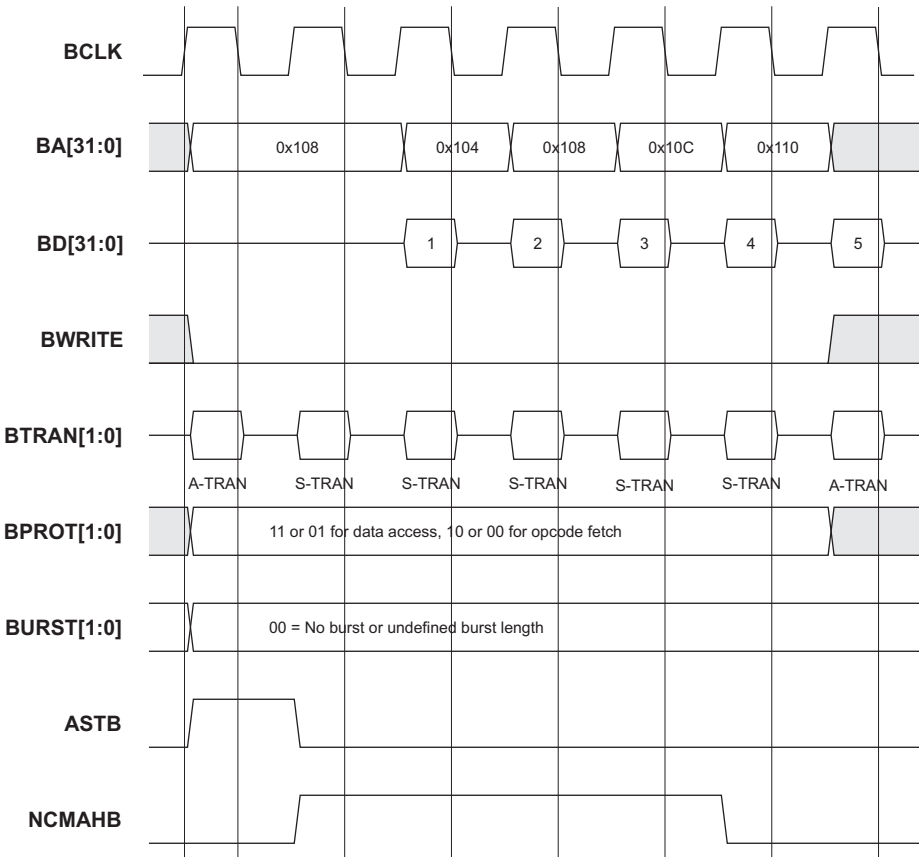 BCLK
BA[31:0]
0x108 0x104 0x108 0x10C 0x110
BD[31:0]
1 2 3 4 5
BWRITE
BTRAN[1:0]
A-TRAN S-TRAN S-TRAN S-TRAN S-TRAN S-TRAN A-TRAN
BPROT[1:0]
11 or 01 for data access, 10 or 00 for opcode fetch
BURST[1:0]
00 = No burst or undefined burst length
ASTB
NCMAHB